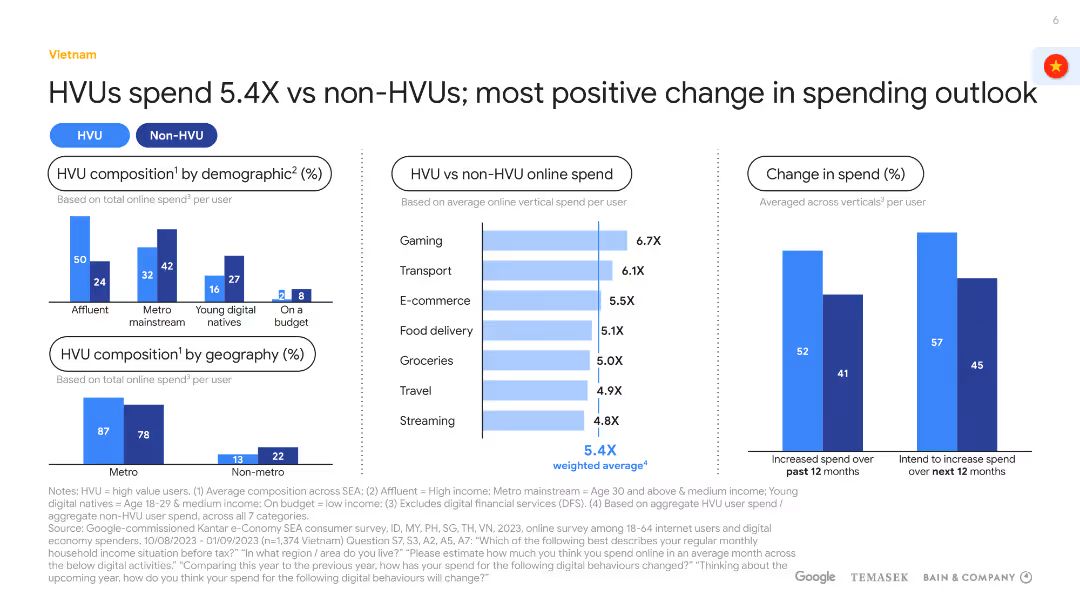 6
Vietnam
HVUs spend 5.4X vs non-HVUs; most positive change in spending outlook
HVU
Non-HVU
HVU composition¹ by demographic² (%)
Based on total online spend³ per user
50
24
32
42
16
27
2
8
Affluent
Metro
mainstream
Young digital
natives
On a
budget
HVU composition¹ by geography (%)
Based on total online spend³ per user
87
78
13
22
Metro
Non-metro
HVU vs non-HVU online spend
Based on average online vertical spend per user
Gaming 6.7X
Transport 6.1X
E-commerce 5.5X
Food delivery 5.1X
Groceries 5.0X
Travel 4.9X
Streaming 4.8X
5.4X
weighted average⁴
Change in spend (%)
Averaged across verticals³ per user
52
41
57
45
Increased spend over
past 12 months
Intend to increase spend
over next 12 months
Notes: HVU = high value users. (1) Average composition across SEA; (2) Affluent = High income; Metro mainstream = Age 30 and above & medium income; Young
digital natives = Age 18-29 & medium income; On budget = low income; (3) Excludes digital financial services (DFS). (4) Based on aggregate HVU user spend /
aggregate non-HVU user spend, across all 7 categories.
Source: Google-commissioned Kantar e-Conomy SEA consumer survey, ID, MY, PH, SG, TH, VN, 2023, online survey among 18-64 internet users and digital
economy spenders, 10/08/2023 - 01/09/2023 (n=1,374 Vietnam) Question S7, S3, A2, A5, A7: "Which of the following best describes your regular monthly
household income situation before tax?" "In what region / area do you live?" "Please estimate how much you think you spend online in an average month across
the below digital activities." "Comparing this year to the previous year, how has your spend for the following digital behaviours changed?" "Thinking about the
upcoming year, how do you think your spend for the following digital behaviours will change?"
Google TEMASEK BAIN & COMPANY